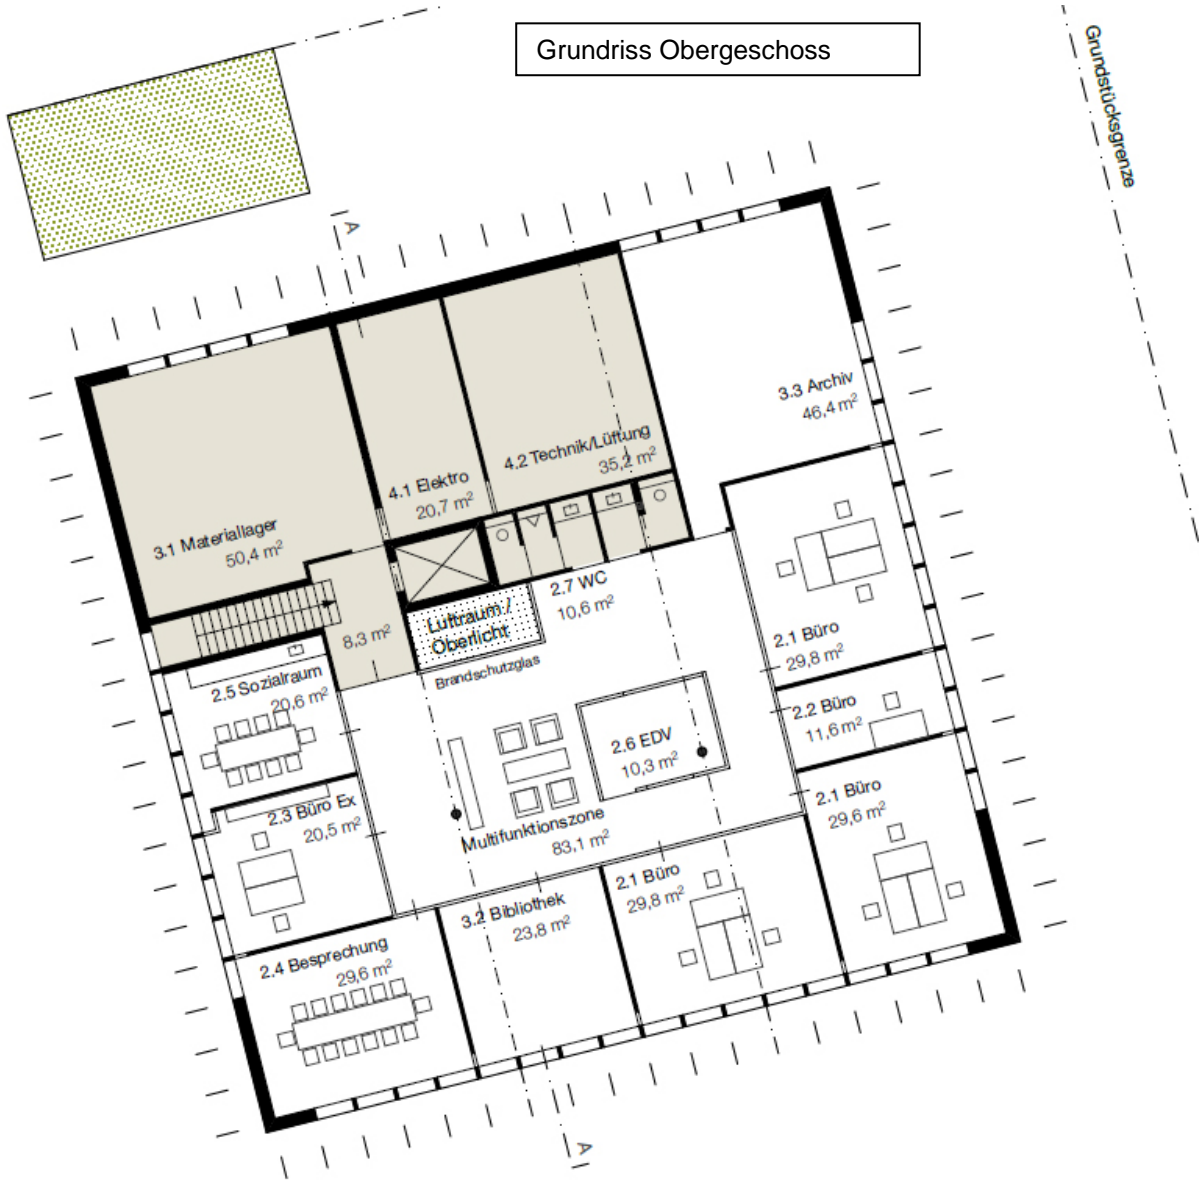 Grundriss Obergeschoss
Grundstücksgrenze
A
3.3 Archiv
46,4 m²
4.2 Technik/Lüftung
35,2 m²
4.1 Elektro
20,7 m²
3.1 Materiallager
50,4 m²
2.7 WC
10,6 m²
Luftraum /
Oberlicht
8,3 m²
Brandschutzglas
2.1 Büro
29,8 m²
2.5 Sozialraum
20,6 m²
2.2 Büro
11,6 m²
2.6 EDV
10,3 m²
2.1 Büro
29,6 m²
2.3 Büro Ex
20,5 m²
Multifunktionszone
83,1 m²
2.1 Büro
29,8 m²
3.2 Bibliothek
23,8 m²
2.4 Besprechung
29,6 m²
A